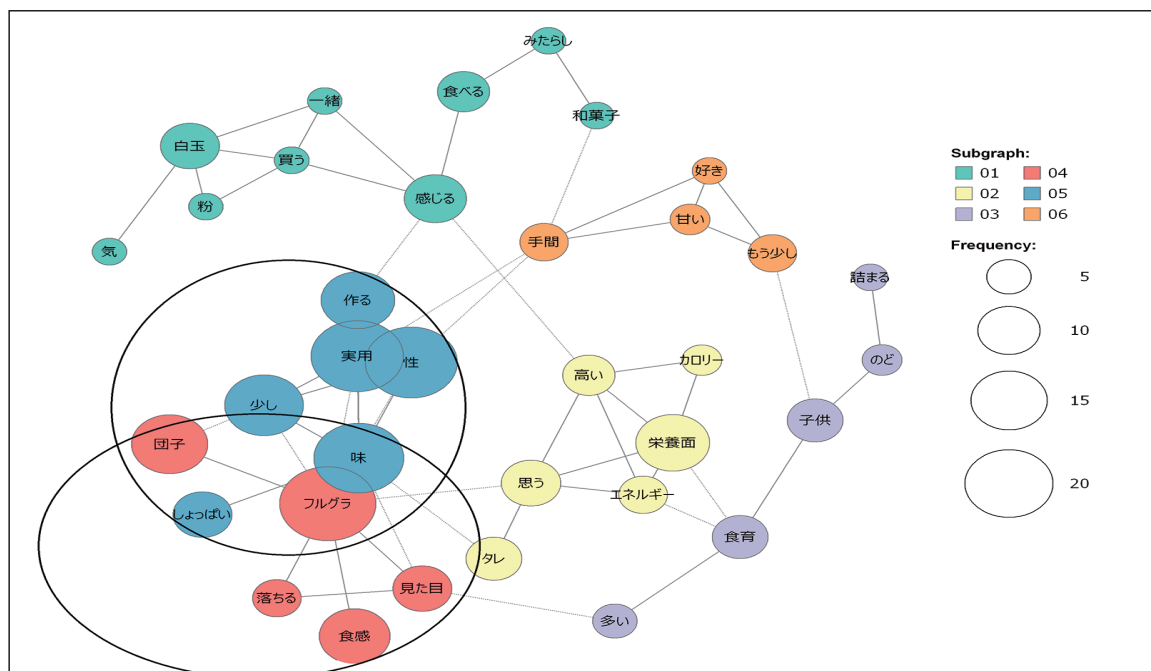 みたらし
食べる
一緒
和菓子
白玉
買う
好き
粉
感じる
甘い
手間
もう少し
気
詰まる
作る
実用
性
カロリー
のど
高い
少し
子供
団子
味
栄養面
思う
フルグラ
エネルギー
しょっぱい
食育
タレ
見た目
落ちる
多い
食感
Subgraph:
01 04
02 05
03 06
Frequency:
5
10
15
20